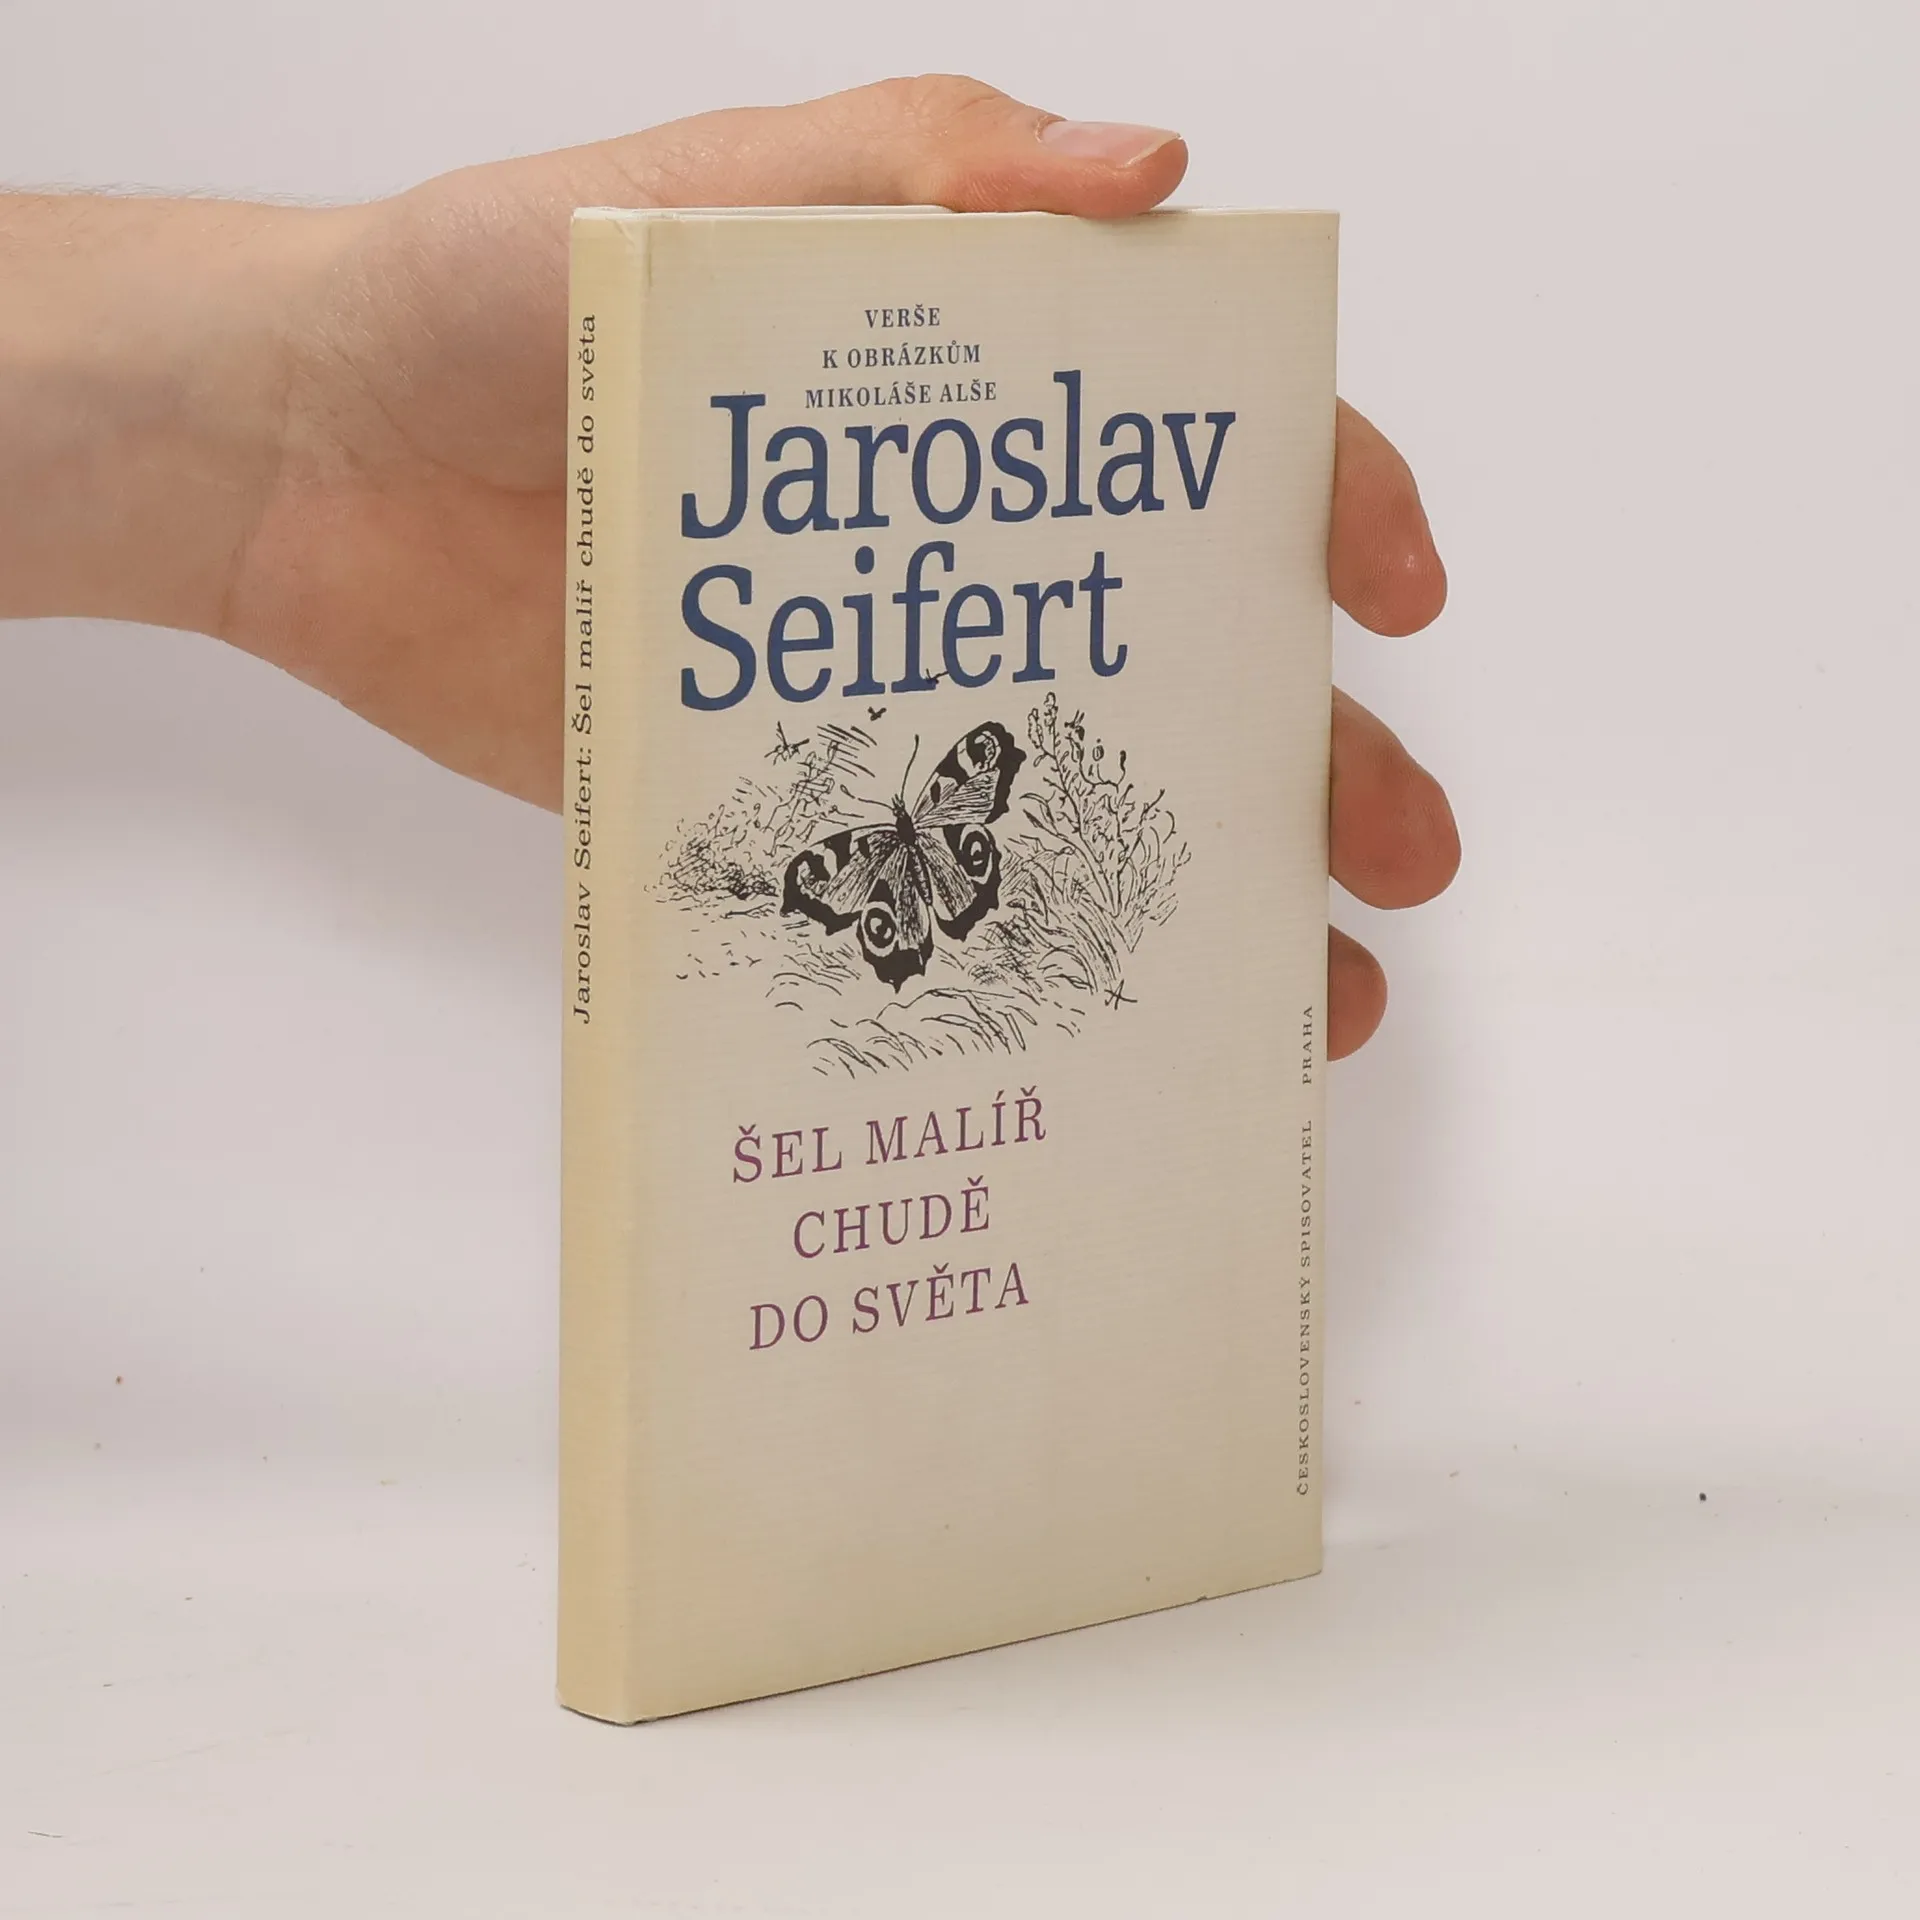 VERŠE
K OBRÁZKŮM
MIKOLÁŠE ALŠE
Jaroslav
Seifert
ŠEL MALÍŘ
CHUDĚ
DO SVĚTA
ČESKOSLOVENSKÝ SPISOVATEL PRAHA
Jaroslav Seifert: Šel malíř chudě do světa